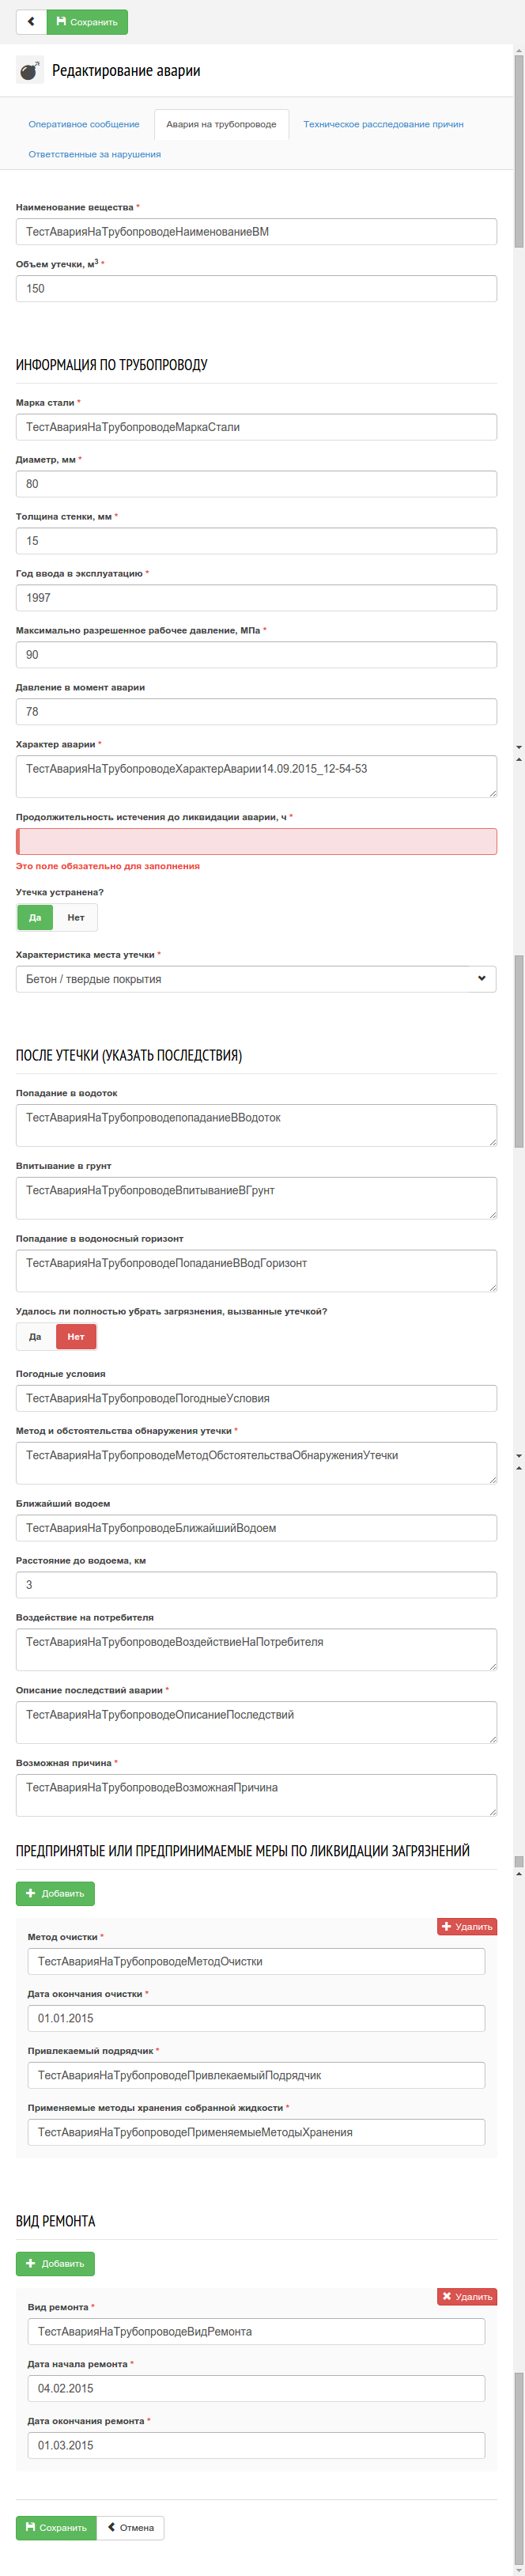 Сохранить
Редактирование аварии
Оперативное сообщение
Авария на трубопроводе
Техническое расследование причин
Ответственные за нарушения
Наименование вещества *
ТестАварияНаТрубопроводеНаименованиеВМ
Объем утечки, м³ *
150
ИНФОРМАЦИЯ ПО ТРУБОПРОВОДУ
Марка стали *
ТестАварияНаТрубопроводеМаркаСтали
Диаметр, мм *
80
Толщина стенки, мм *
15
Год ввода в эксплуатацию *
1997
Максимально разрешенное рабочее давление, МПа *
90
Давление в момент аварии
78
Характер аварии *
ТестАварияНаТрубопроводеХарактерАварии14.09.2015_12-54-53
Продолжительность истечения до ликвидации аварии, ч *
Это поле обязательно для заполнения
Утечка устранена?
Да Нет
Характеристика места утечки *
Бетон / твердые покрытия
ПОСЛЕ УТЕЧКИ (УКАЗАТЬ ПОСЛЕДСТВИЯ)
Попадание в водоток
ТестАварияНаТрубопроводепопаданиеВВодоток
Впитывание в грунт
ТестАварияНаТрубопроводеВпитываниеВГрунт
Попадание в водоносный горизонт
ТестАварияНаТрубопроводеПопаданиеВВодГоризонт
Удалось ли полностью убрать загрязнения, вызванные утечкой?
Да Нет
Погодные условия
ТестАварияНаТрубопроводеПогодныеУсловия
Метод и обстоятельства обнаружения утечки *
ТестАварияНаТрубопроводеМетодОбстоятельстваОбнаруженияУтечки
Ближайший водоем
ТестАварияНаТрубопроводеБлижайшийВодоем
Расстояние до водоема, км
3
Воздействие на потребителя
ТестАварияНаТрубопроводеВоздействиеНаПотребителя
Описание последствий аварии *
ТестАварияНаТрубопроводеОписаниеПоследствий
Возможная причина *
ТестАварияНаТрубопроводеВозможнаяПричина
ПРЕДПРИНЯТЫЕ ИЛИ ПРЕДПРИНИМАЕМЫЕ МЕРЫ ПО ЛИКВИДАЦИИ ЗАГРЯЗНЕНИЙ
Добавить
Удалить
Метод очистки *
ТестАварияНаТрубопроводеМетодОчистки
Дата окончания очистки *
01.01.2015
Привлекаемый подрядчик *
ТестАварияНаТрубопроводеПривлекаемыйПодрядчик
Применяемые методы хранения собранной жидкости *
ТестАварияНаТрубопроводеПрименяемыеМетодыХранения
ВИД РЕМОНТА
Добавить
Удалить
Вид ремонта *
ТестАварияНаТрубопроводеВидРемонта
Дата начала ремонта *
04.02.2015
Дата окончания ремонта *
01.03.2015
Сохранить Отмена